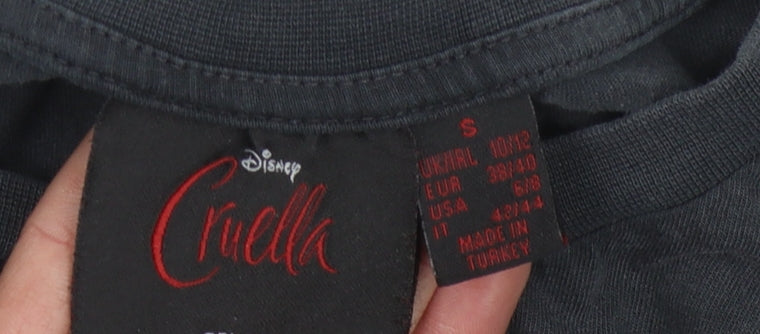 Disney
Cruella
S
UK/IRL 10/12
EUR 38/40
USA 6/8
IT 42/44
MADE IN
TURKEY